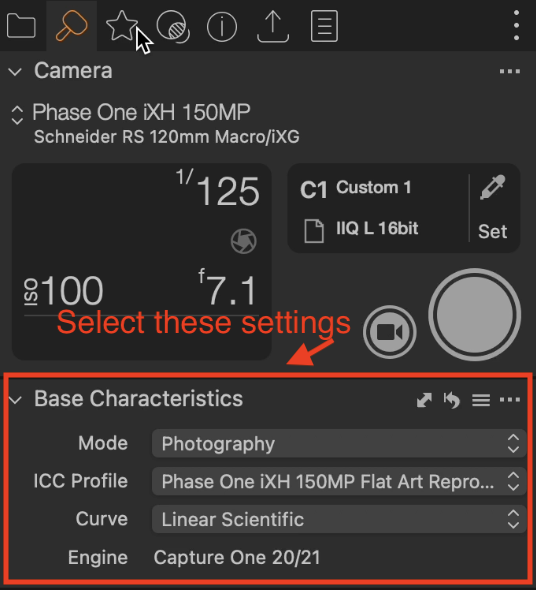 Camera
Phase One iXH 150MP
Schneider RS 120mm Macro/iXG
1/125
C1 Custom 1
IIQ L 16bit
Set
ISO 100
f7.1
Select these settings
Base Characteristics
Mode Photography
ICC Profile Phase One iXH 150MP Flat Art Repro...
Curve Linear Scientific
Engine Capture One 20/21